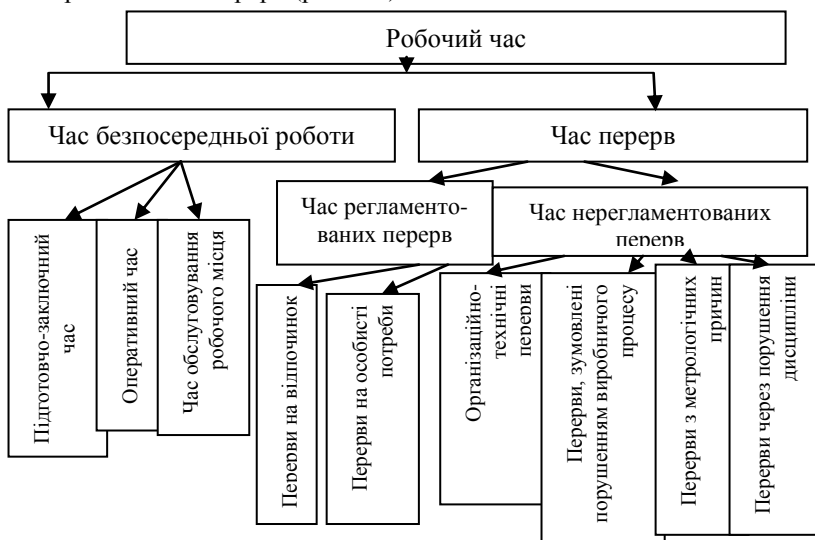 Робочий час
Час безпосередньої роботи
Час перерв
Час регламенто-
ваних перерв
Час нерегламентованих
перерв
Підготовчо-заключний
час
Оперативний час
Час обслуговування
робочого місця
Перерви на відпочинок
Перерви на особисті
потреби
Організаційно-
технічні
перерви
Перерви, зумовлені
порушенням виробничого
процесу
Перерви з метрологічних
причин
Перерви через порушення
дисципліни